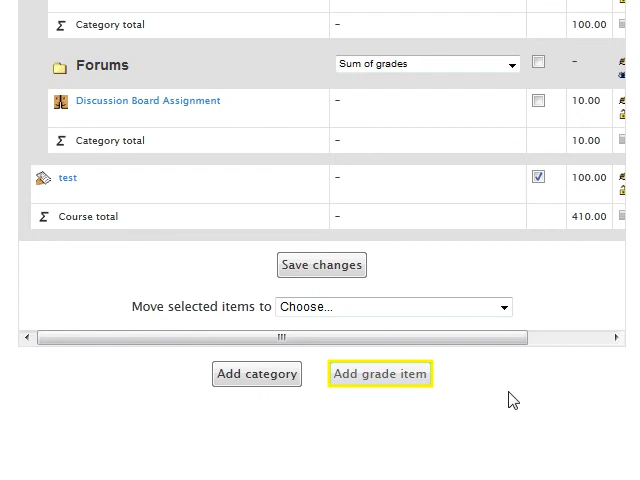 Σ Category total - 100.00
Forums Sum of grades -
Discussion Board Assignment - 10.00
Σ Category total - 10.00
test - 100.00
Σ Course total - 410.00
Save changes
Move selected items to Choose...
Add category Add grade item